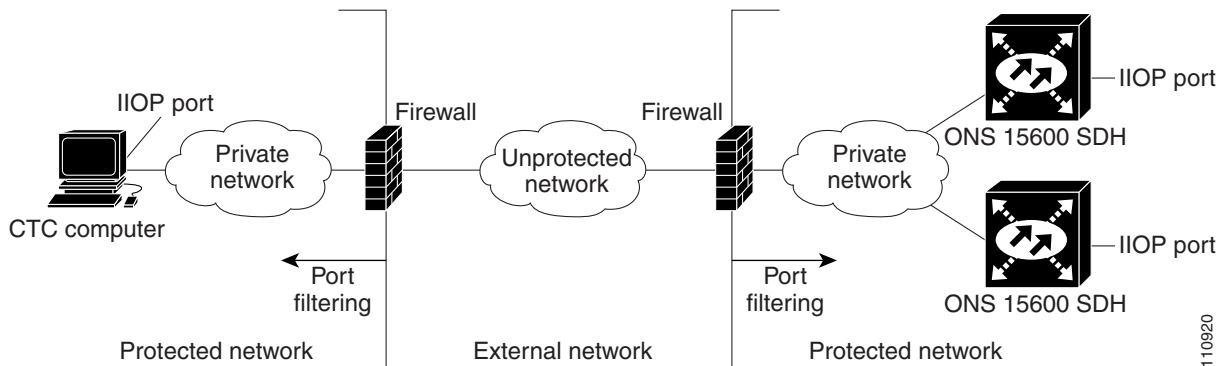 IIOP port
Firewall
Firewall
IIOP port
Private
network
Unprotected
network
Private
network
ONS 15600 SDH
CTC computer
Port
filtering
Port
filtering
IIOP port
ONS 15600 SDH
Protected network
External network
Protected network
110920